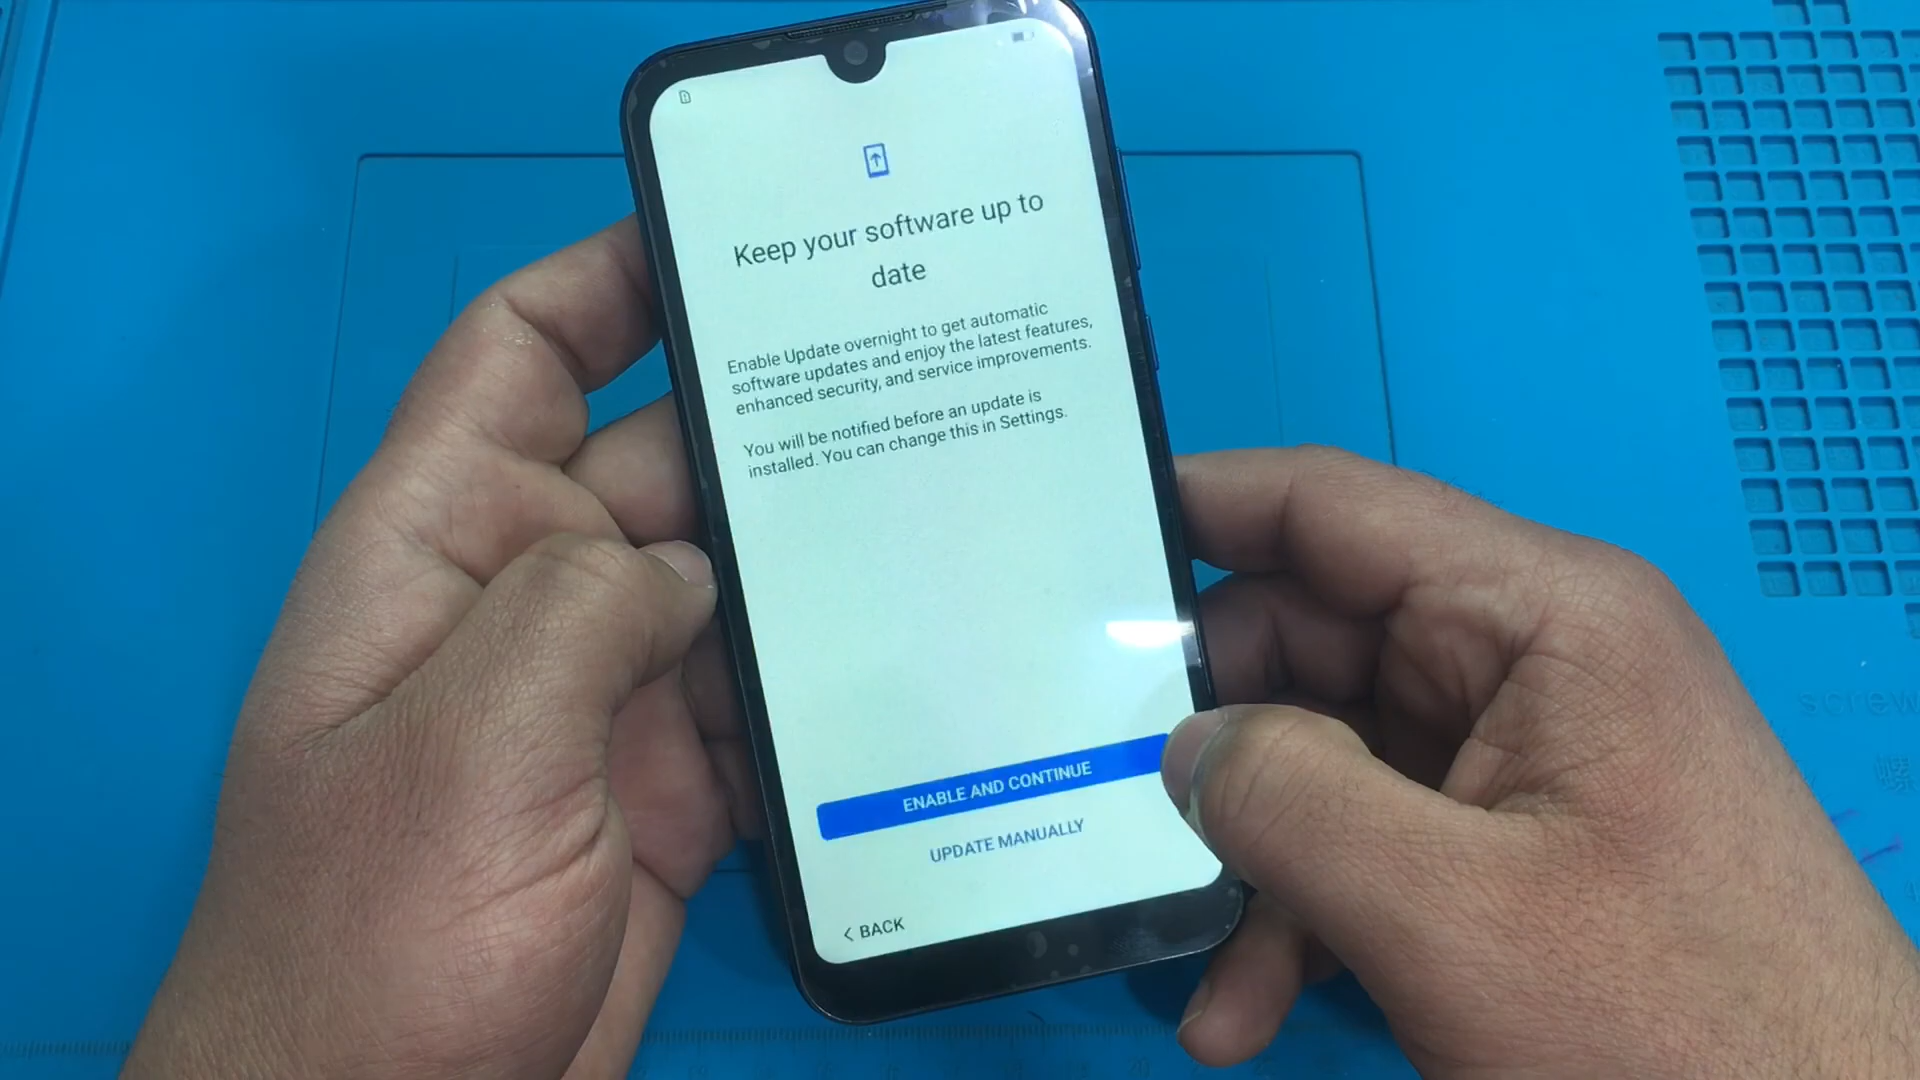 Keep your software up to
date
Enable Update overnight to get automatic
software updates and enjoy the latest features,
enhanced security, and service improvements.
You will be notified before an update is
installed. You can change this in Settings.
ENABLE AND CONTINUE
UPDATE MANUALLY
< BACK
screw